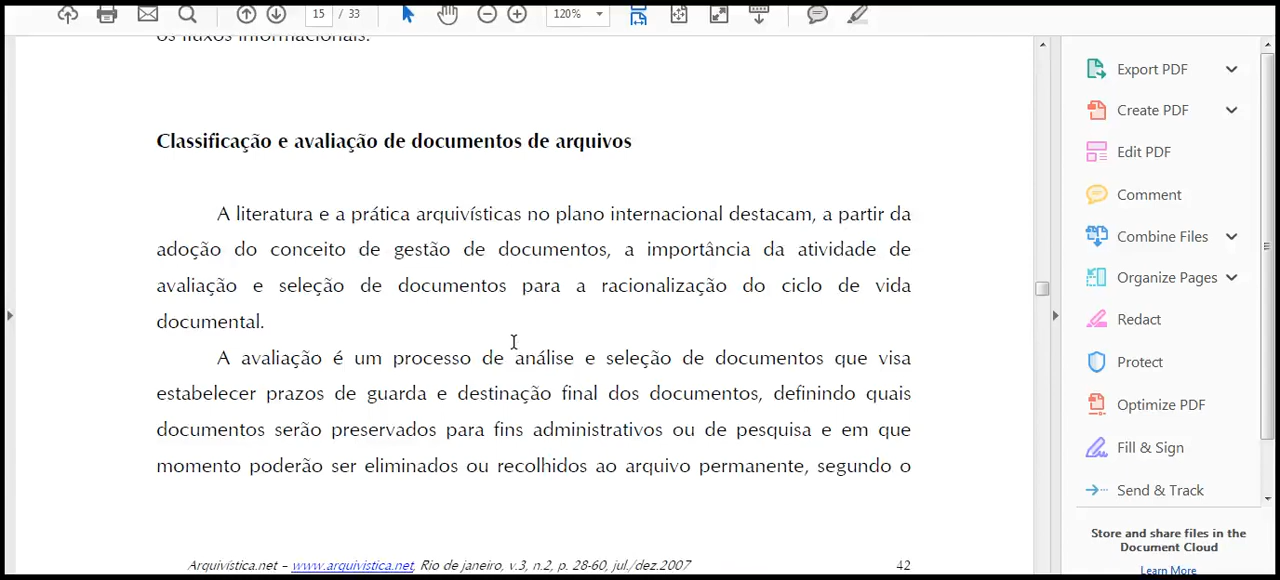 15 / 33
120%
os fluxos informacionais.
Classificação e avaliação de documentos de arquivos
A literatura e a prática arquivísticas no plano internacional destacam, a partir da
adoção do conceito de gestão de documentos, a importância da atividade de
avaliação e seleção de documentos para a racionalização do ciclo de vida
documental.
A avaliação é um processo de análise e seleção de documentos que visa
estabelecer prazos de guarda e destinação final dos documentos, definindo quais
documentos serão preservados para fins administrativos ou de pesquisa e em que
momento poderão ser eliminados ou recolhidos ao arquivo permanente, segundo o
Arquivística.net – www.arquivistica.net, Rio de janeiro, v.3, n.2, p. 28-60, jul./dez.2007 42
Export PDF
Create PDF
Edit PDF
Comment
Combine Files
Organize Pages
Redact
Protect
Optimize PDF
Fill & Sign
Send & Track
Store and share files in the
Document Cloud
Learn More